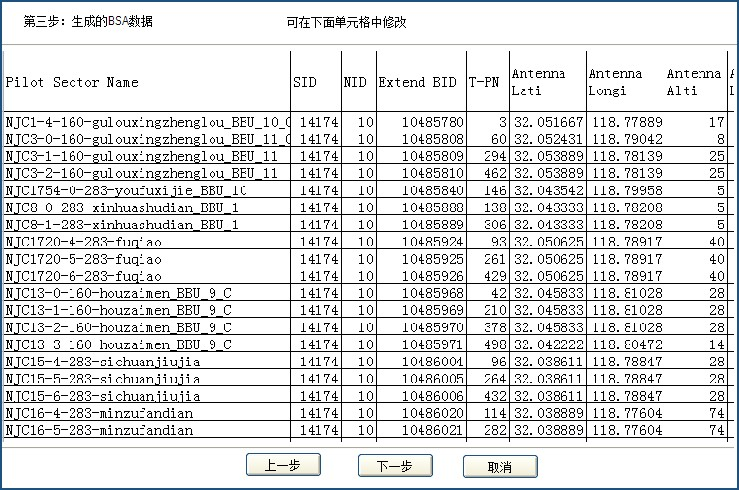 第三步：生成的BSA数据 可在下面单元格中修改
Pilot Sector Name SID NID Extend BID T-PN Antenna Lati Antenna Longi Antenna Alti
NJC1-4-160-gulouxingzhenglou_BBU_10_ 14174 10 10485780 3 32.051667 118.77889 17
NJC3-0-160-gulouxingzhenglou_BBU_11_ 14174 10 10485808 60 32.052431 118.79042 8
NJC3-1-160-gulouxingzhenglou_BBU_11 14174 10 10485809 294 32.053889 118.78139 25
NJC3-2-160-gulouxingzhenglou_BBU_11 14174 10 10485810 462 32.053889 118.78139 25
NJC1754-0-283-youfuxijie_BBU_10 14174 10 10485840 146 32.043542 118.79958 5
NJC8-0-283-xinhuashudian_BBU_1 14174 10 10485888 138 32.043333 118.78208 5
NJC8-1-283-xinhuashudian_BBU_1 14174 10 10485889 306 32.043333 118.78208 5
NJC1720-4-283-fuqiao 14174 10 10485924 93 32.050625 118.78917 40
NJC1720-5-283-fuqiao 14174 10 10485925 261 32.050625 118.78917 40
NJC1720-6-283-fuqiao 14174 10 10485926 429 32.050625 118.78917 40
NJC13-0-160-houzaimen_BBU_9_C 14174 10 10485968 42 32.045833 118.81028 28
NJC13-1-160-houzaimen_BBU_9_C 14174 10 10485969 210 32.045833 118.81028 28
NJC13-2-160-houzaimen_BBU_9_C 14174 10 10485970 378 32.045833 118.81028 28
NJC13-3-160-houzaimen_BBU_9_C 14174 10 10485971 498 32.042222 118.80472 14
NJC15-4-283-sichuanjiujia 14174 10 10486004 96 32.038611 118.78847 28
NJC15-5-283-sichuanjiujia 14174 10 10486005 264 32.038611 118.78847 28
NJC15-6-283-sichuanjiujia 14174 10 10486006 432 32.038611 118.78847 28
NJC16-4-283-minzufandian 14174 10 10486020 114 32.038889 118.77604 74
NJC16-5-283-minzufandian 14174 10 10486021 282 32.038889 118.77604 74
上一步 下一步 取消